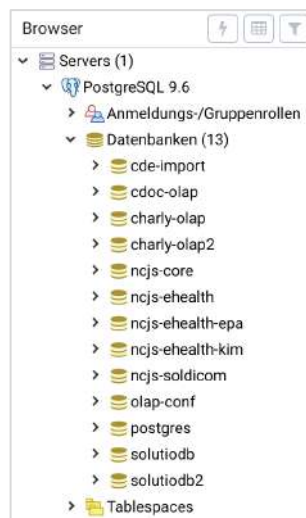 Browser
Servers (1)
PostgreSQL 9.6
Anmeldungs-/Gruppenrollen
Datenbanken (13)
cde-import
cdoc-olap
charly-olap
charly-olap2
ncjs-core
ncjs-ehealth
ncjs-ehealth-epa
ncjs-ehealth-kim
ncjs-soldicom
olap-conf
postgres
solutiodb
solutiodb2
Tablespaces